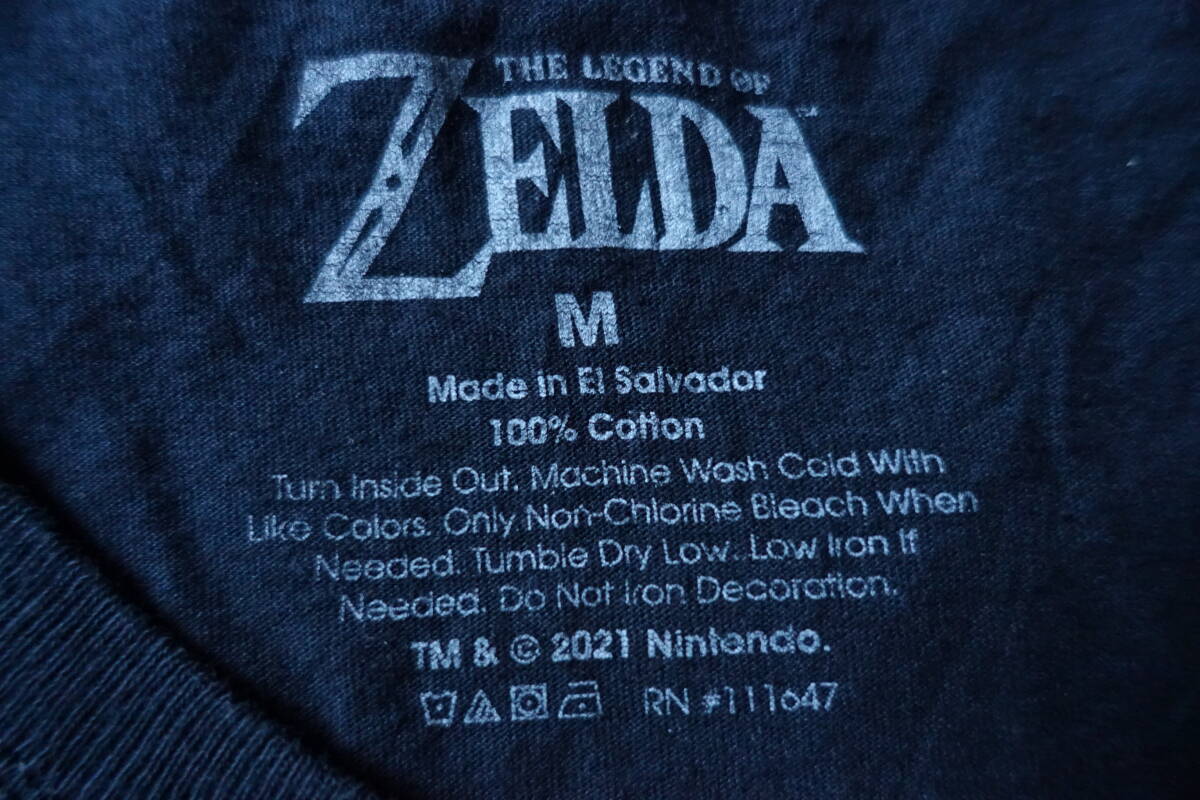 THE LEGEND OF
ZELDA™
M
Made in El Salvador
100% Cotton
Turn Inside Out. Machine Wash Cold With
Like Colors. Only Non-Chlorine Bleach When
Needed. Tumble Dry Low. Low Iron If
Needed. Do Not Iron Decoration.
TM & © 2021 Nintendo.
RN #111647